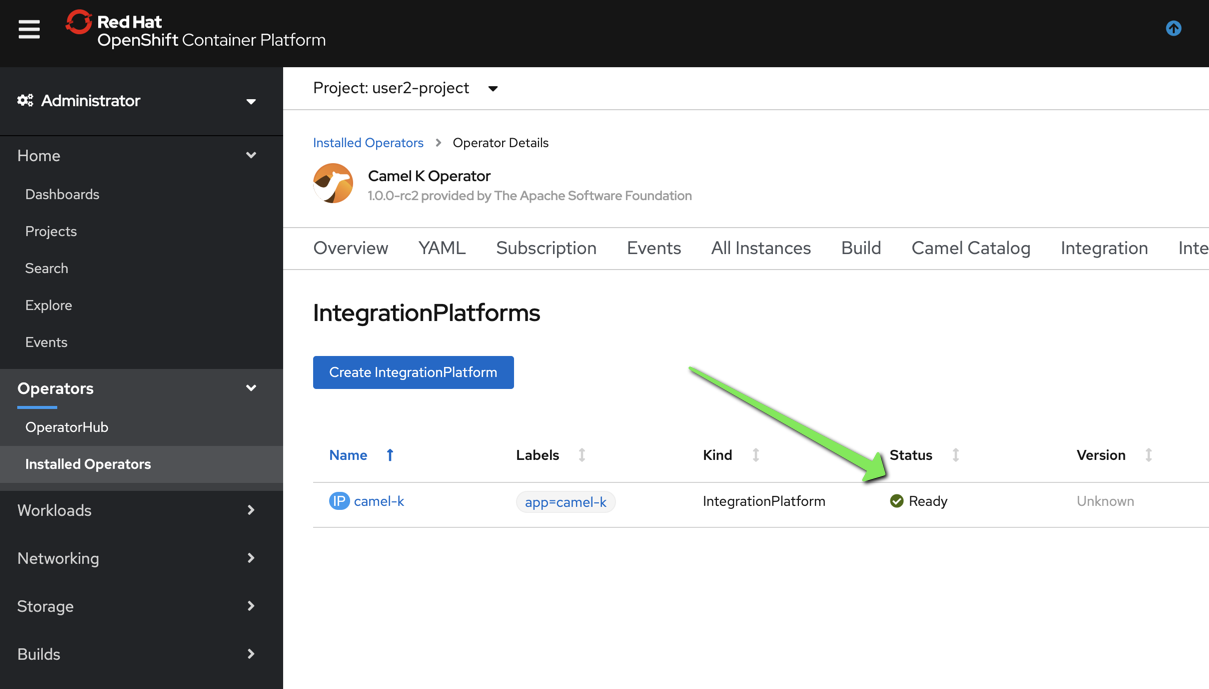 Red Hat
OpenShift Container Platform
Administrator
Project: user2-project
Home
Dashboards
Projects
Search
Explore
Events
Operators
OperatorHub
Installed Operators
Workloads
Networking
Storage
Builds
Installed Operators > Operator Details
Camel K Operator
1.0.0-rc2 provided by The Apache Software Foundation
Overview YAML Subscription Events All Instances Build Camel Catalog Integration Inte
IntegrationPlatforms
Create IntegrationPlatform
Name Labels Kind Status Version
IP camel-k app=camel-k IntegrationPlatform Ready Unknown